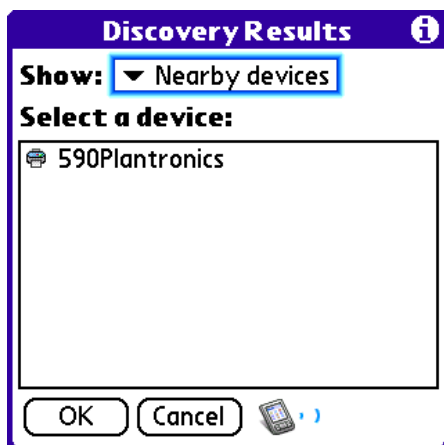 Discovery Results
Show: Nearby devices
Select a device:
590Plantronics
OK Cancel